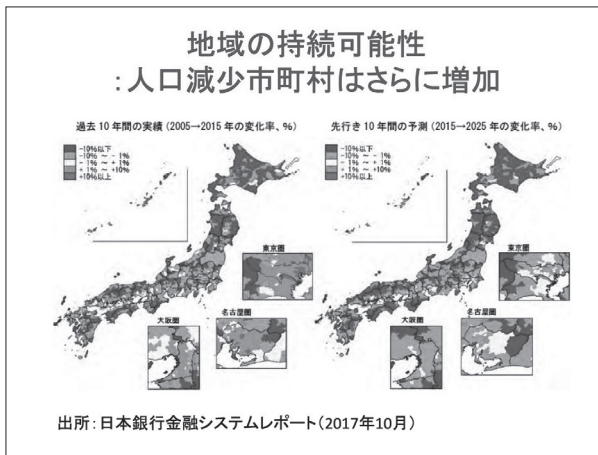 地域の持続可能性
:人口減少市町村はさらに増加
過去10年間の実績(2005→2015年の変化率、%)
先行き10年間の予測(2015→2025年の変化率、%)
-10%以下
-10% ~ - 1%
- 1% ~ + 1%
+ 1% ~ +10%
+10%以上
-10%以下
-10% ~ - 1%
- 1% ~ + 1%
+ 1% ~ +10%
+10%以上
東京圏
東京圏
大阪圏
名古屋圏
大阪圏
名古屋圏
出所:日本銀行金融システムレポート(2017年10月)